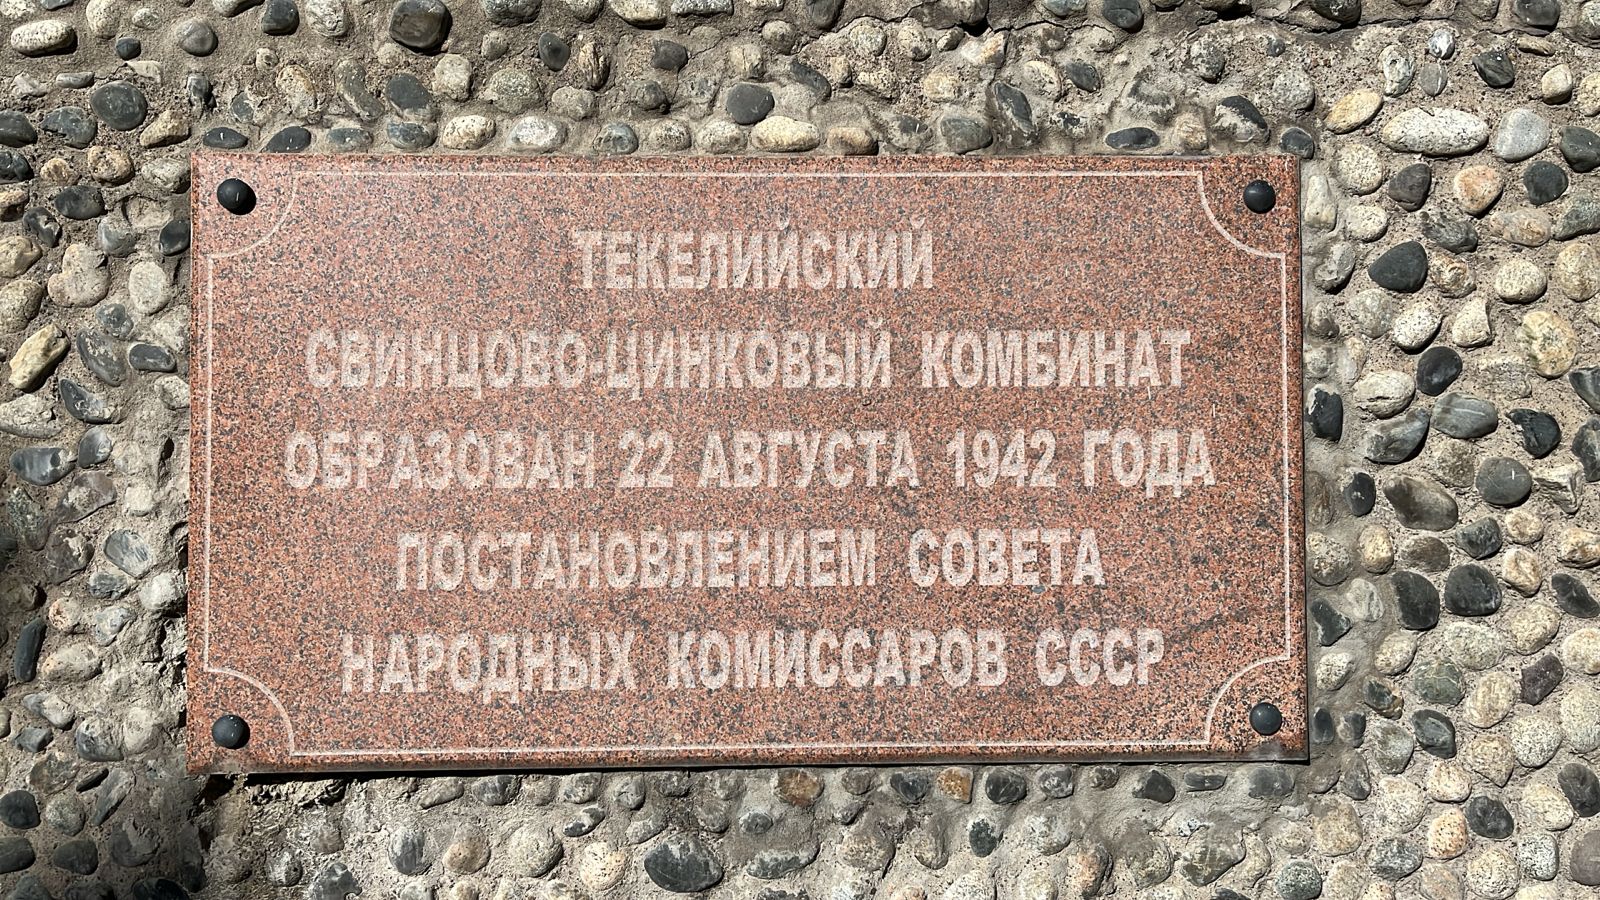 ТЕКЕЛИЙСКИЙ
СВИНЦОВО-ЦИНКОВЫЙ КОМБИНАТ
ОБРАЗОВАН 22 АВГУСТА 1942 ГОДА
ПОСТАНОВЛЕНИЕМ СОВЕТА
НАРОДНЫХ КОМИССАРОВ СССР